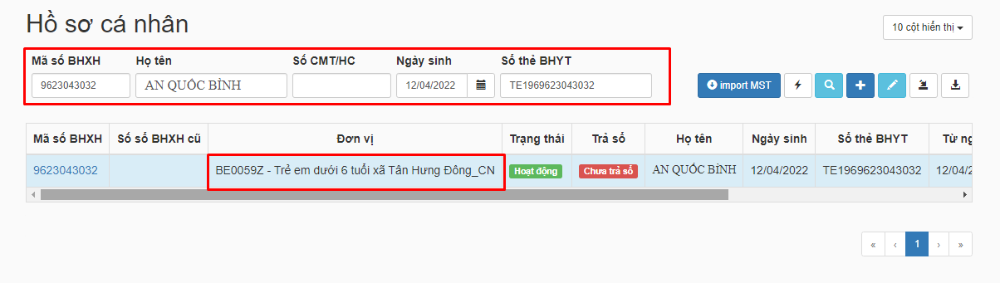 Hồ sơ cá nhân
10 cột hiển thị
Mã số BHXH Họ tên Số CMT/HC Ngày sinh Số thẻ BHYT
9623043032 AN QUỐC BÌNH 12/04/2022 TE1969623043032
import MST
Mã số BHXH Số sổ BHXH cũ Đơn vị Trạng thái Trả sổ Họ tên Ngày sinh Số thẻ BHYT Từ ng
9623043032 BE0059Z - Trẻ em dưới 6 tuổi xã Tân Hưng Đông_CN Hoạt động Chưa trả sổ AN QUỐC BÌNH 12/04/2022 TE1969623043032 12/04/2
« ‹ 1 › »